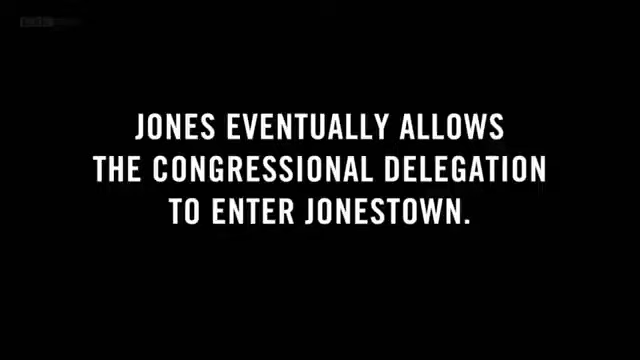 JONES EVENTUALLY ALLOWS
THE CONGRESSIONAL DELEGATION
TO ENTER JONESTOWN.